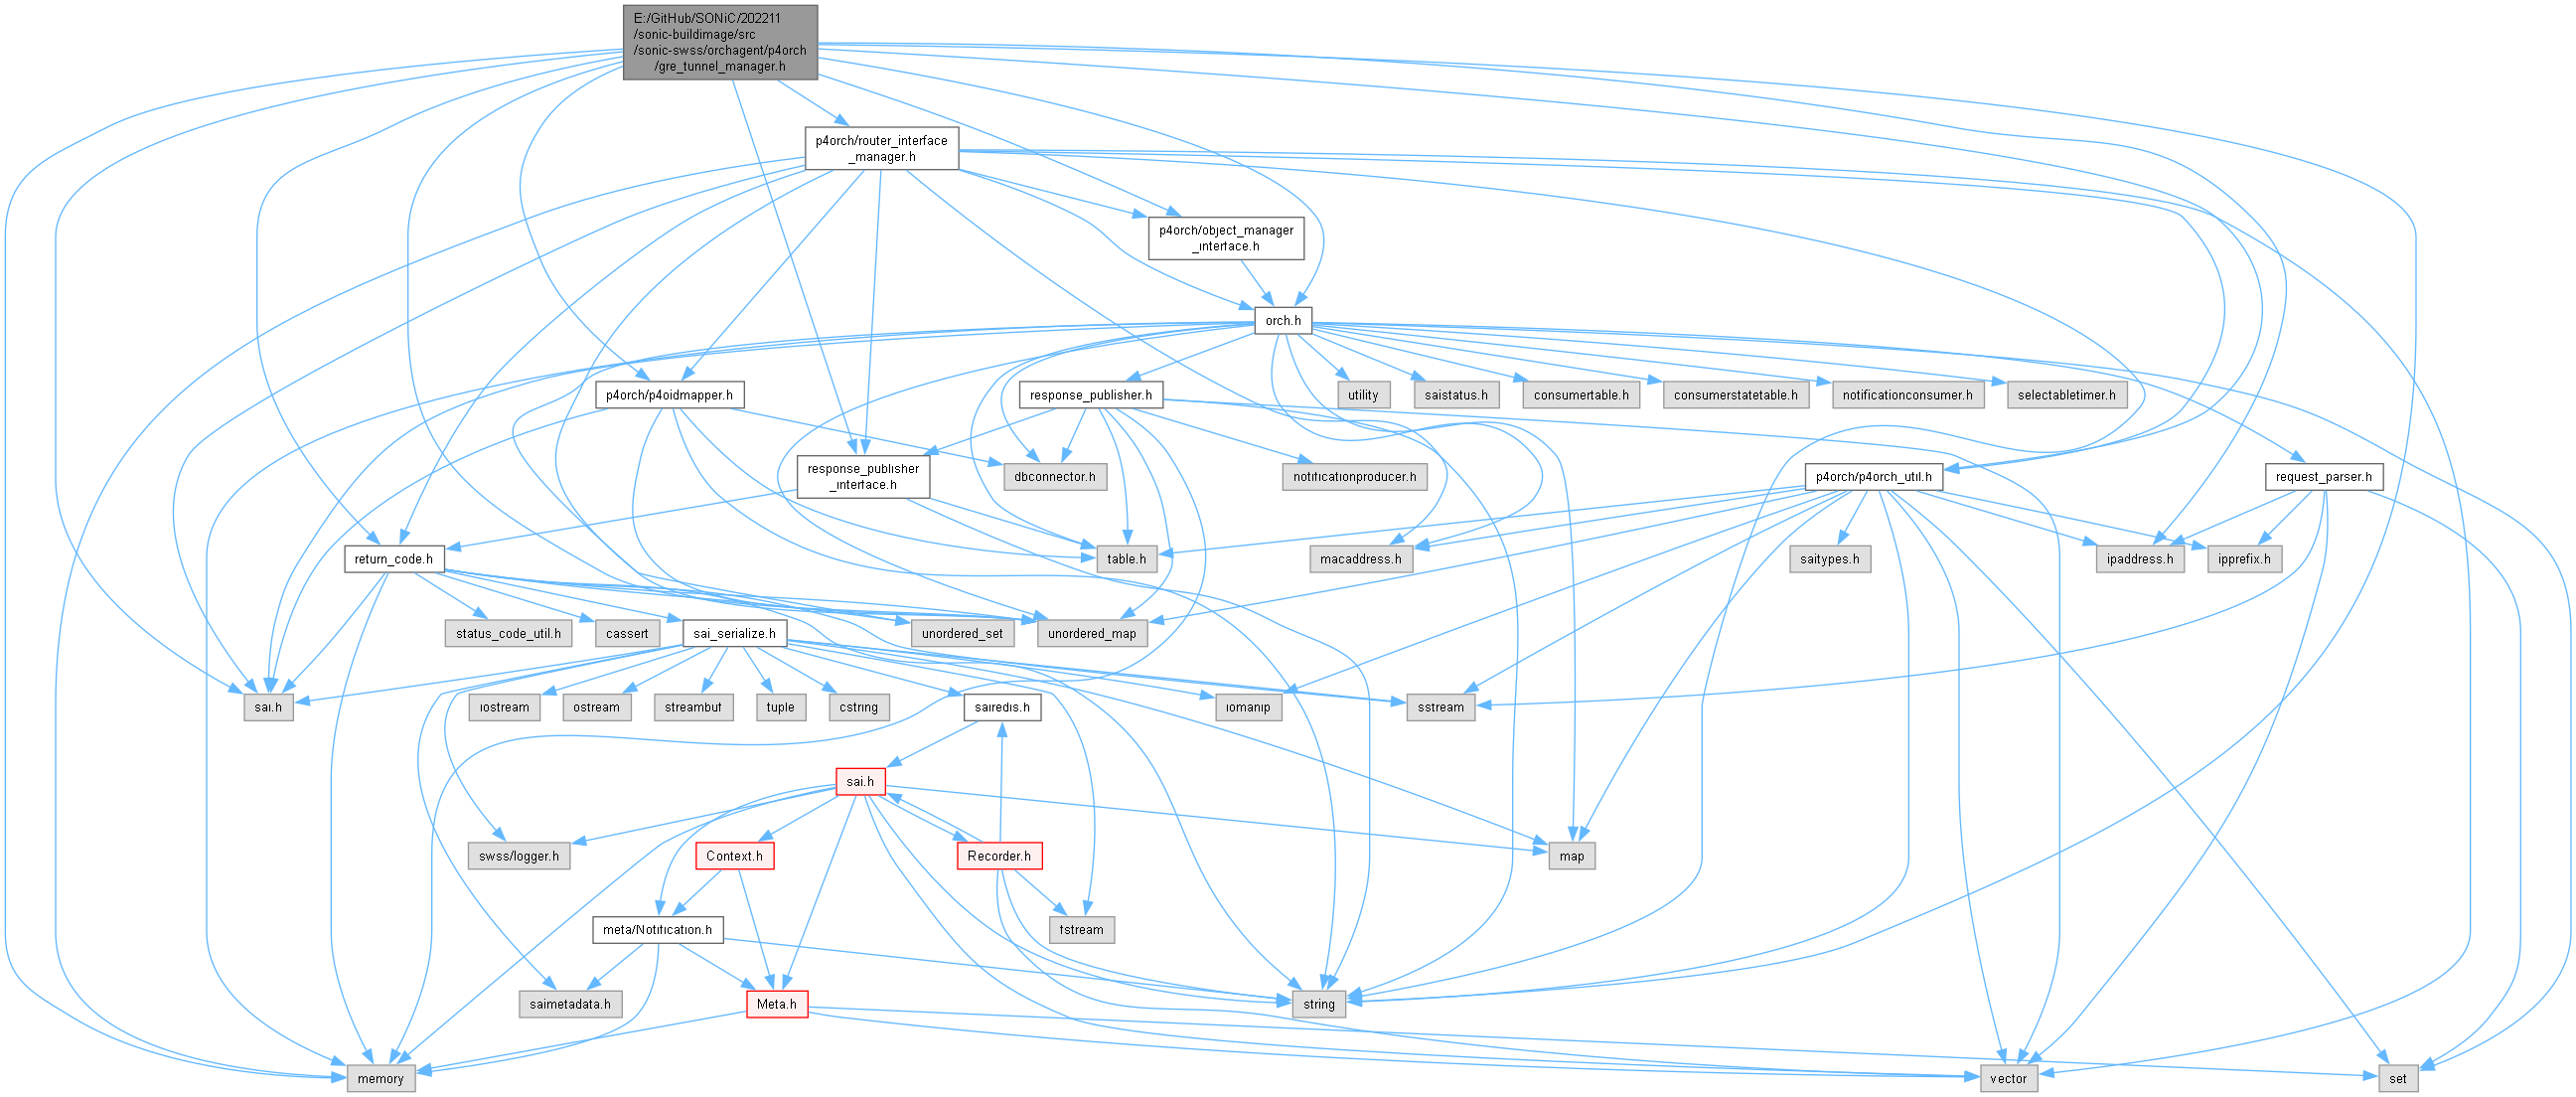 E:/GitHub/SONiC/202211
/sonic-buildimage/src
/sonic-swss/orchagent/p4orch
/gre_tunnel_manager.h
p4orch/router_interface
_manager.h
p4orch/object_manager
_interface.h
orch.h
p4orch/p4oidmapper.h
response_publisher.h
utility
saistatus.h
consumertable.h
consumerstatetable.h
notificationconsumer.h
selectabletimer.h
response_publisher
_interface.h
dbconnector.h
notificationproducer.h
p4orch/p4orch_util.h
request_parser.h
return_code.h
table.h
macaddress.h
saitypes.h
ipaddress.h
ipprefix.h
status_code_util.h
cassert
sai_serialize.h
unordered_set
unordered_map
sai.h
iostream
ostream
streambuf
tuple
cstring
sairedis.h
iomanip
sstream
sai.h
swss/logger.h
Context.h
Recorder.h
map
meta/Notification.h
fstream
saimetadata.h
Meta.h
string
memory
vector
set